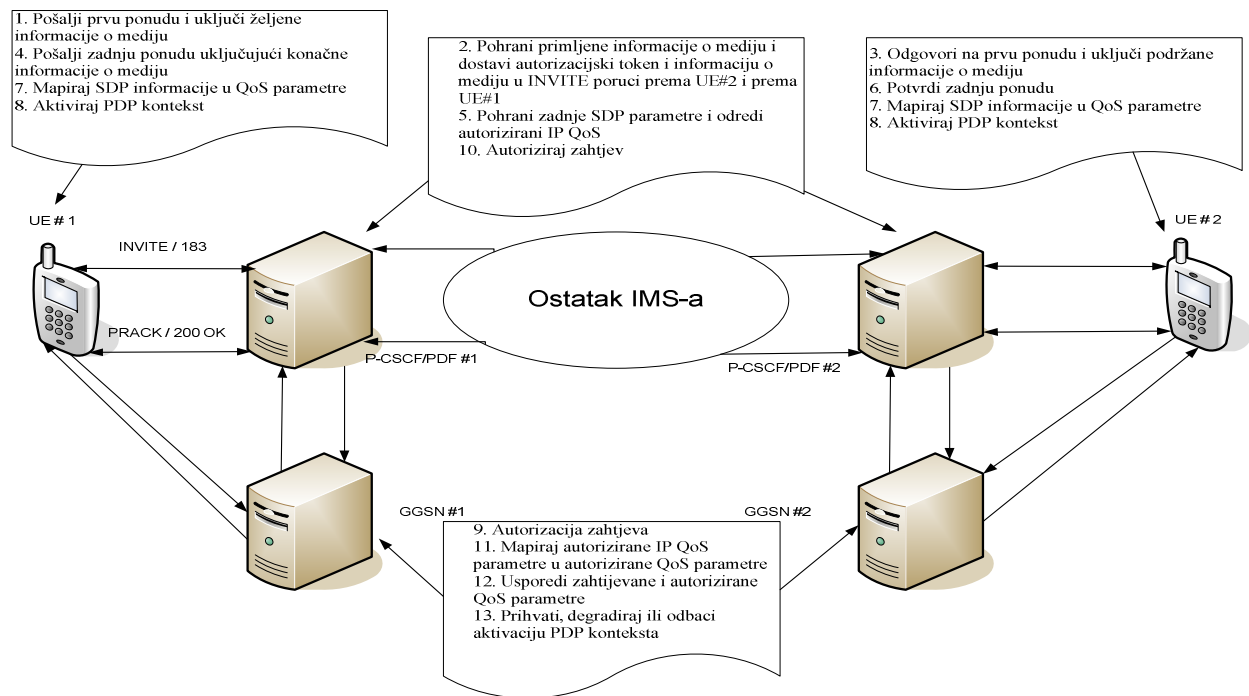 1. Pošalji prvu ponudu i uključi željene
informacije o mediju
4. Pošalji zadnju ponudu uključujući konačne
informacije o mediju
7. Mapiraj SDP informacije u QoS parametre
8. Aktiviraj PDP kontekst
2. Pohrani primljene informacije o mediju i
dostavi autorizacijski token i informaciju o
mediju u INVITE poruci prema UE#2 i prema
UE#1
5. Pohrani zadnje SDP parametre i odredi
autorizirani IP QoS
10. Autoriziraj zahtjev
3. Odgovori na prvu ponudu i uključi podržane
informacije o mediju
6. Potvrdi zadnju ponudu
7. Mapiraj SDP informacije u QoS parametre
8. Aktiviraj PDP kontekst
UE # 1
UE # 2
INVITE / 183
Ostatak IMS-a
PRACK / 200 OK
P-CSCF/PDF #1
P-CSCF/PDF #2
GGSN #1
GGSN #2
9. Autorizacija zahtjeva
11. Mapiraj autorizirane IP QoS
parametre u autorizirane QoS parametre
12. Usporedi zahtijevane i autorizirane
QoS parametre
13. Prihvati, degradiraj ili odbaci
aktivaciju PDP konteksta